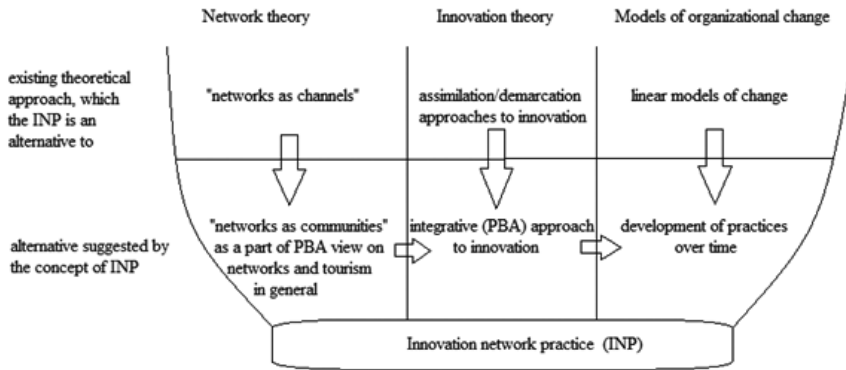 Network theory
Innovation theory
Models of organizational change
existing theoretical
approach, which
the INP is an
alternative to
"networks as channels"
assimilation/demarcation
approaches to innovation
linear models of change
alternative suggested by
the concept of INP
"networks as communities"
as a part of PBA view on
networks and tourism
in general
integrative (PBA) approach
to innovation
development of practices
over time
Innovation network practice (INP)